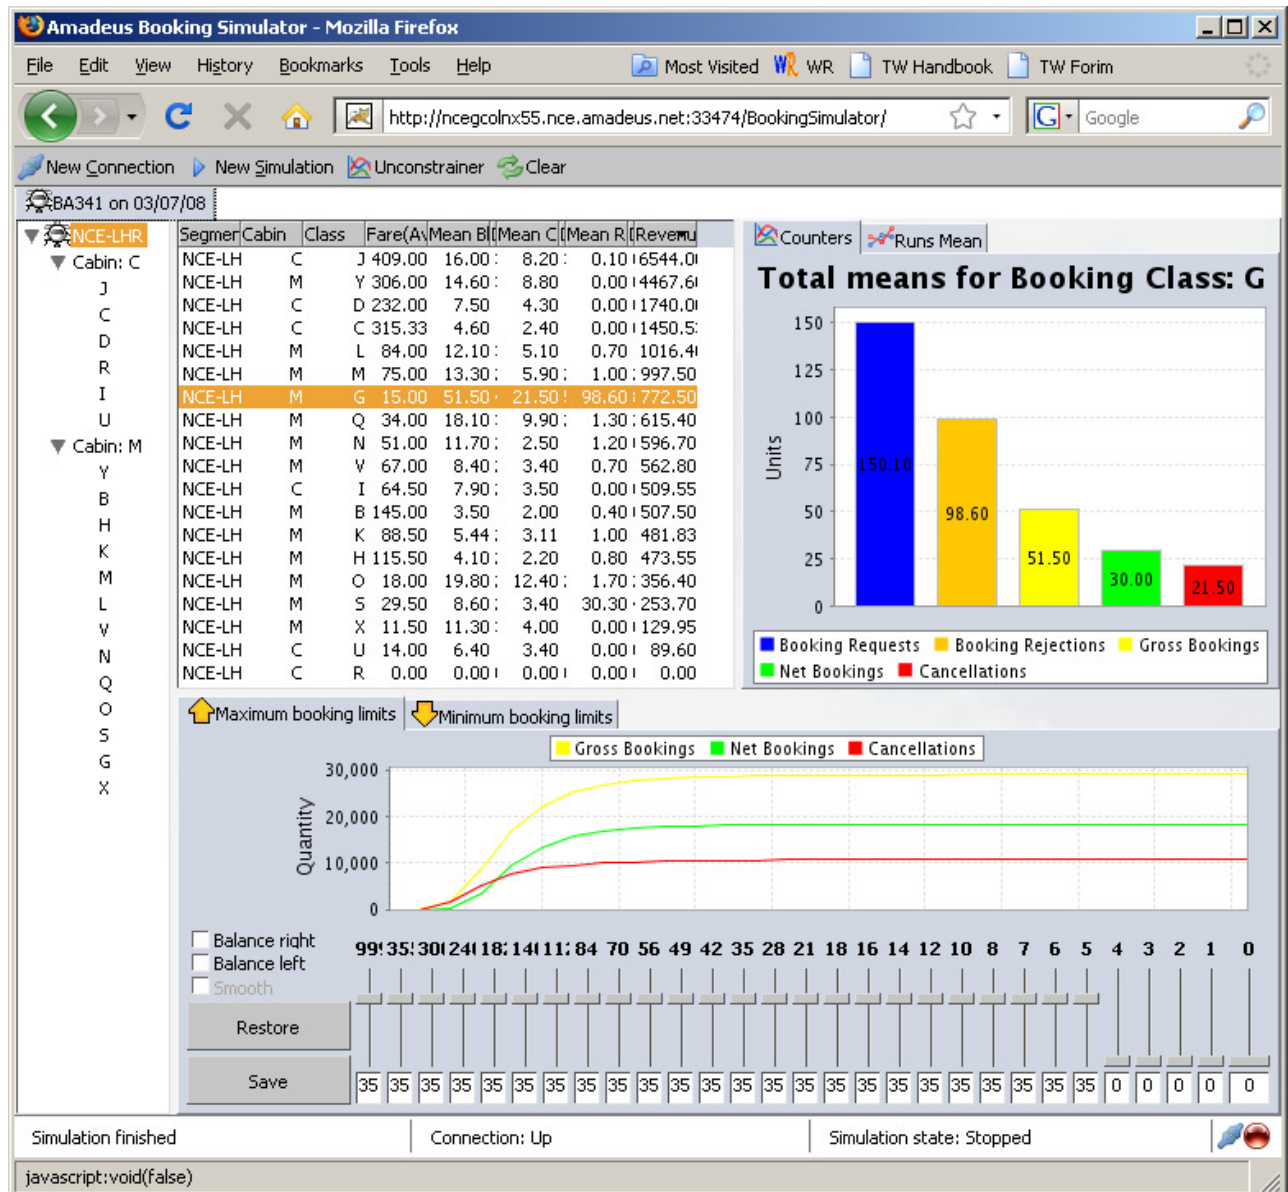 Amadeus Booking Simulator - Mozilla Firefox
File Edit View History Bookmarks Tools Help Most Visited WR WR TW Handbook TW Forim
http://ncegcolnx55.nce.amadeus.net:33474/BookingSimulator/ G Google
New Connection New Simulation Unconstrainer Clear
BA341 on 03/07/08
NCE-LHR
Cabin: C
J
C
D
R
I
U
Cabin: M
Y
B
H
K
M
L
V
N
Q
O
S
G
X
Segmer Cabin Class Fare(Av Mean Bl Mean C Mean R Revenu
NCE-LH C J 409.00 16.00 8.20 0.10 6544.0
NCE-LH M Y 306.00 14.60 8.80 0.00 4467.6
NCE-LH C D 232.00 7.50 4.30 0.00 1740.0
NCE-LH C C 315.33 4.60 2.40 0.00 1450.5
NCE-LH M L 84.00 12.10 5.10 0.70 1016.4
NCE-LH M M 75.00 13.30 5.90 1.00 997.50
NCE-LH M G 15.00 51.50 21.50 98.60 772.50
NCE-LH M Q 34.00 18.10 9.90 1.30 615.40
NCE-LH M N 51.00 11.70 2.50 1.20 596.70
NCE-LH M V 67.00 8.40 3.40 0.70 562.80
NCE-LH C I 64.50 7.90 3.50 0.00 509.55
NCE-LH M B 145.00 3.50 2.00 0.40 507.50
NCE-LH M K 88.50 5.44 3.11 1.00 481.83
NCE-LH M H 115.50 4.10 2.20 0.80 473.55
NCE-LH M O 18.00 19.80 12.40 1.70 356.40
NCE-LH M S 29.50 8.60 3.40 30.30 253.70
NCE-LH M X 11.50 11.30 4.00 0.00 129.95
NCE-LH C U 14.00 6.40 3.40 0.00 89.60
NCE-LH C R 0.00 0.00 0.00 0.00 0.00
Counters Runs Mean
Total means for Booking Class: G
150
125
100
75
50
25
0
Units
150.10
98.60
51.50
30.00
21.50
Booking Requests Booking Rejections Gross Bookings
Net Bookings Cancellations
Maximum booking limits Minimum booking limits
Gross Bookings Net Bookings Cancellations
30,000
20,000
10,000
0
Quantity
Balance right
Balance left
Smooth
Restore
Save
84 70 56 49 42 35 28 21 18 16 14 12 10 8 7 6 5 4 3 2 1 0
35 35 35 35 35 35 35 35 35 35 35 35 35 35 35 35 35 35 35 35 35 35 35 35 0 0 0 0 0
Simulation finished Connection: Up Simulation state: Stopped
javascript:void(false)